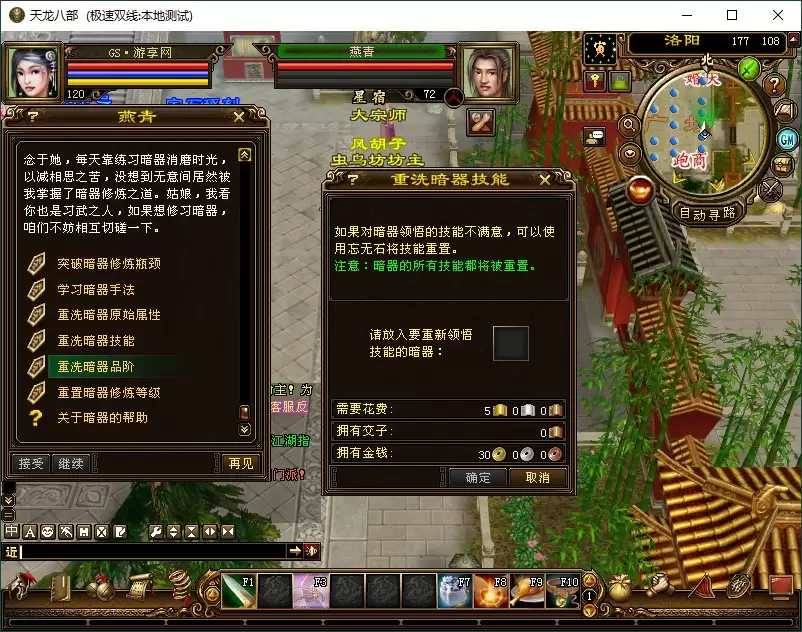 天龙八部 (极速双线:本地测试)
GS·游享网
120
燕青
72
星宿
大宗师
风胡子
虫鸟坊坊主
洛阳 177 108
北
GM
自动寻路
燕青
念于她，每天靠练习暗器消磨时光，
以减相思之苦，没想到无意间居然被
我掌握了暗器修炼之道。姑娘，我看
你也是习武之人，如果想修习暗器，
咱们不妨相互切磋一下。
突破暗器修炼瓶颈
学习暗器手法
重洗暗器原始属性
重洗暗器技能
重洗暗器品阶
重置暗器修炼等级
关于暗器的帮助
接受 继续 再见
重洗暗器技能
如果对暗器领悟的技能不满意，可以使
用忘无石将技能重置。
注意：暗器的所有技能都将被重置。
请放入要重新领悟
技能的暗器：
需要花费: 5 0 0
拥有交子: 0
拥有金钱: 30 0 0
确定 取消
主! 为
客服反
江湖指
门派!
中 A
近
F1 F3 F7 F8 F9 F10
1